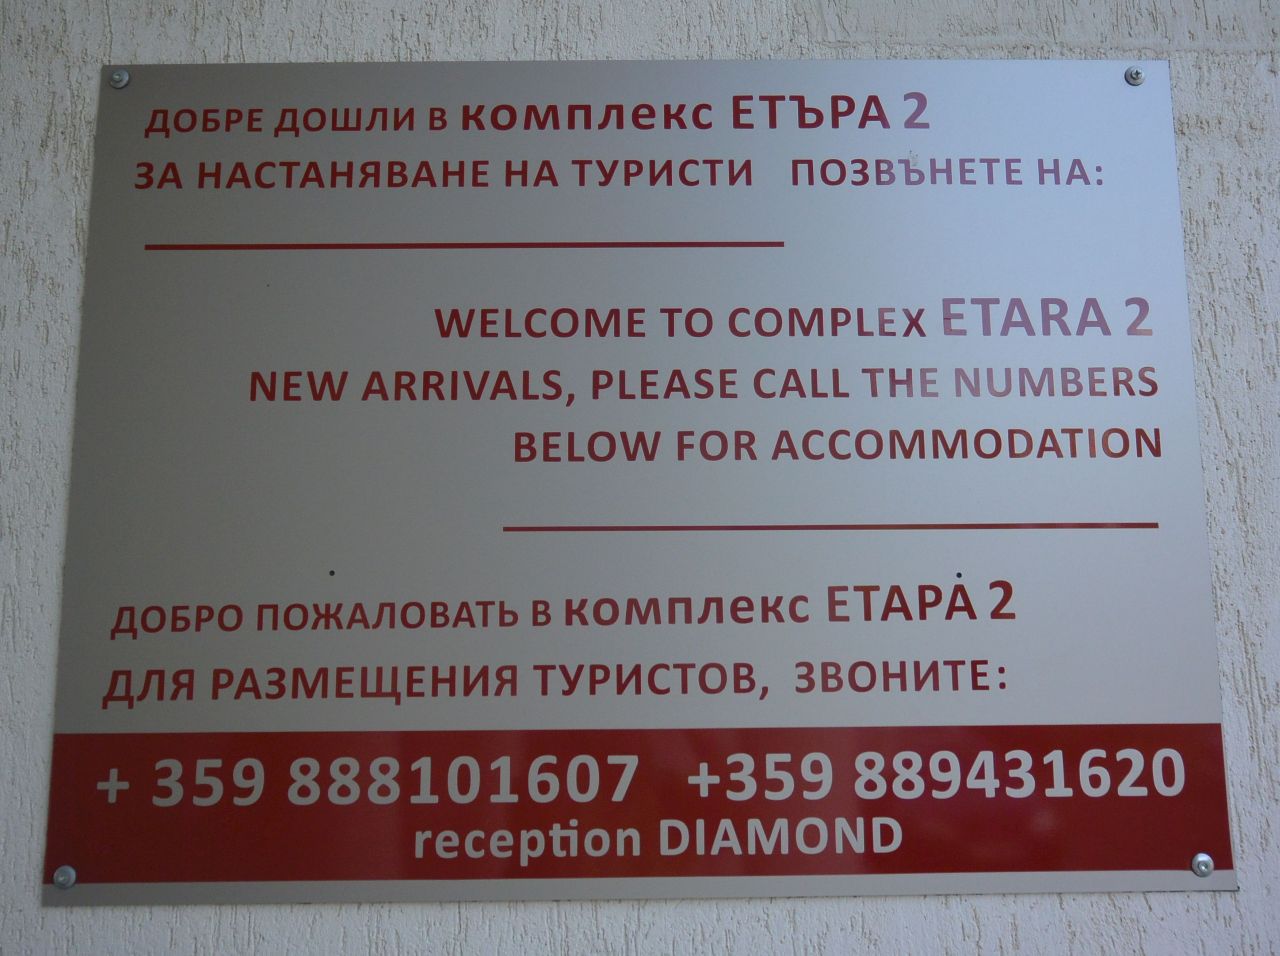 ДОБРЕ ДОШЛИ В комплекс ЕТЪРА 2
ЗА НАСТАНЯВАНЕ НА ТУРИСТИ ПОЗВЪНЕТЕ НА:
WELCOME TO COMPLEX ETARA 2
NEW ARRIVALS, PLEASE CALL THE NUMBERS
BELOW FOR ACCOMMODATION
ДОБРО ПОЖАЛОВАТЬ В комплекс ЕТАРА 2
ДЛЯ РАЗМЕЩЕНИЯ ТУРИСТОВ, ЗВОНИТЕ:
+ 359 888101607 +359 889431620
reception DIAMOND